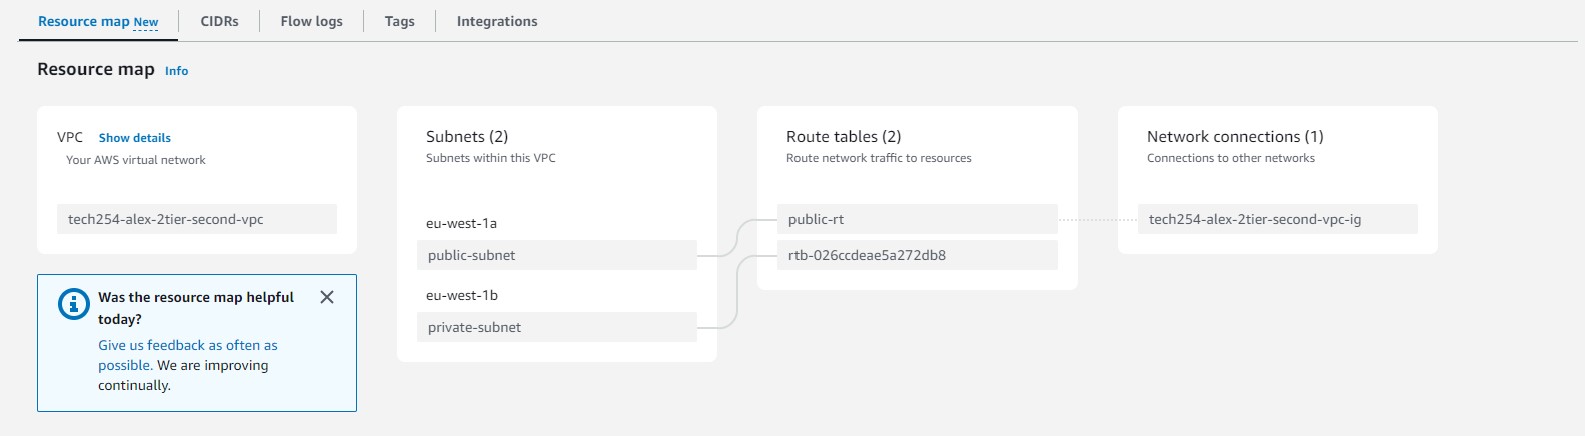 Resource map New
CIDRs
Flow logs
Tags
Integrations
Resource map Info
VPC Show details
Your AWS virtual network
tech254-alex-2tier-second-vpc
Was the resource map helpful
today?
Give us feedback as often as
possible. We are improving
continually.
Subnets (2)
Subnets within this VPC
eu-west-1a
public-subnet
eu-west-1b
private-subnet
Route tables (2)
Route network traffic to resources
public-rt
rtb-026ccdeae5a272db8
Network connections (1)
Connections to other networks
tech254-alex-2tier-second-vpc-ig